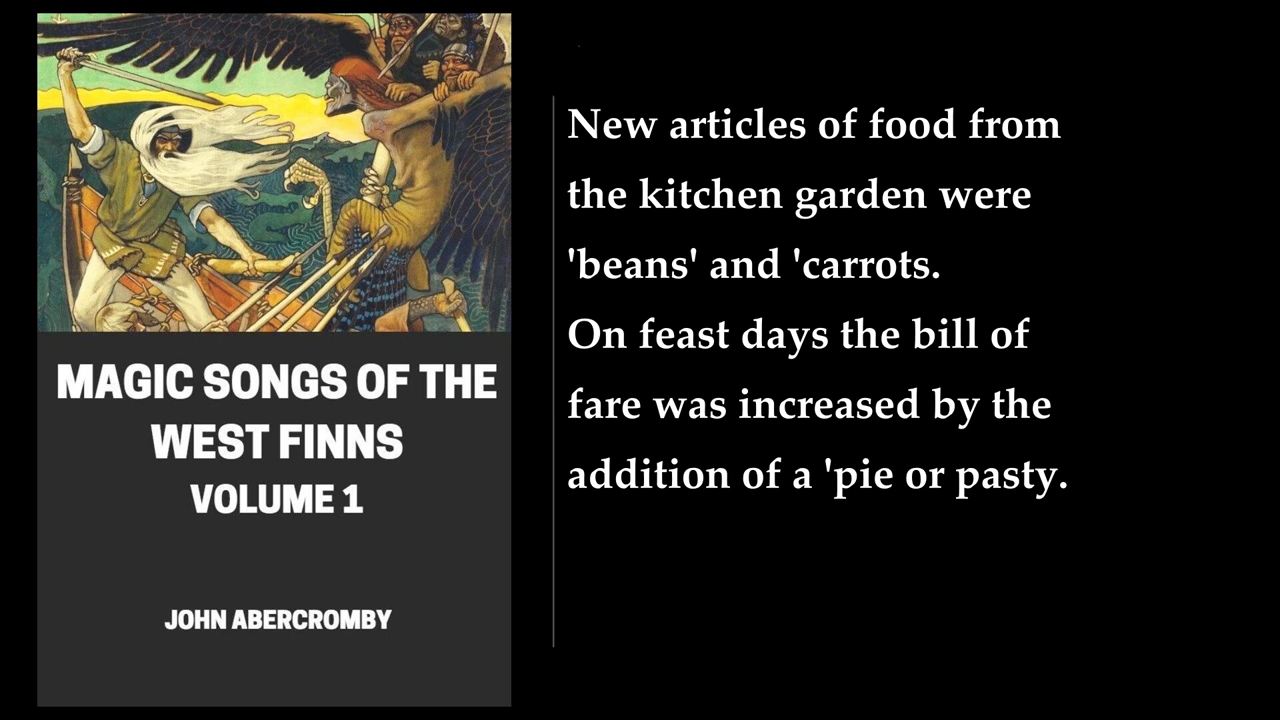 MAGIC SONGS OF THE
WEST FINNS
VOLUME 1
JOHN ABERCROMBY
New articles of food from
the kitchen garden were
'beans' and 'carrots.
On feast days the bill of
fare was increased by the
addition of a 'pie or pasty.